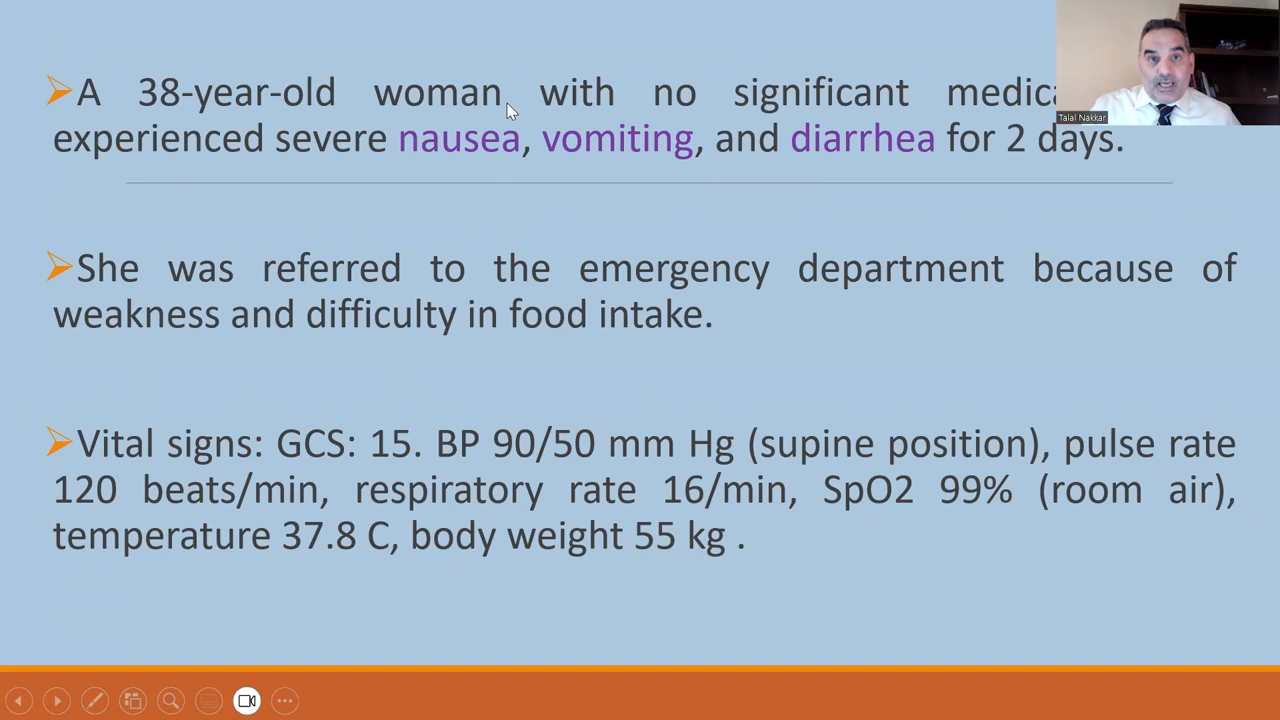 A 38-year-old woman with no significant
experienced severe nausea, vomiting, and diarrhea for 2 days.
She was referred to the emergency department because of
weakness and difficulty in food intake.
Vital signs: GCS: 15. BP 90/50 mm Hg (supine position), pulse rate
120 beats/min, respiratory rate 16/min, SpO2 99% (room air),
temperature 37.8 C, body weight 55 kg .
Talal Nakkar